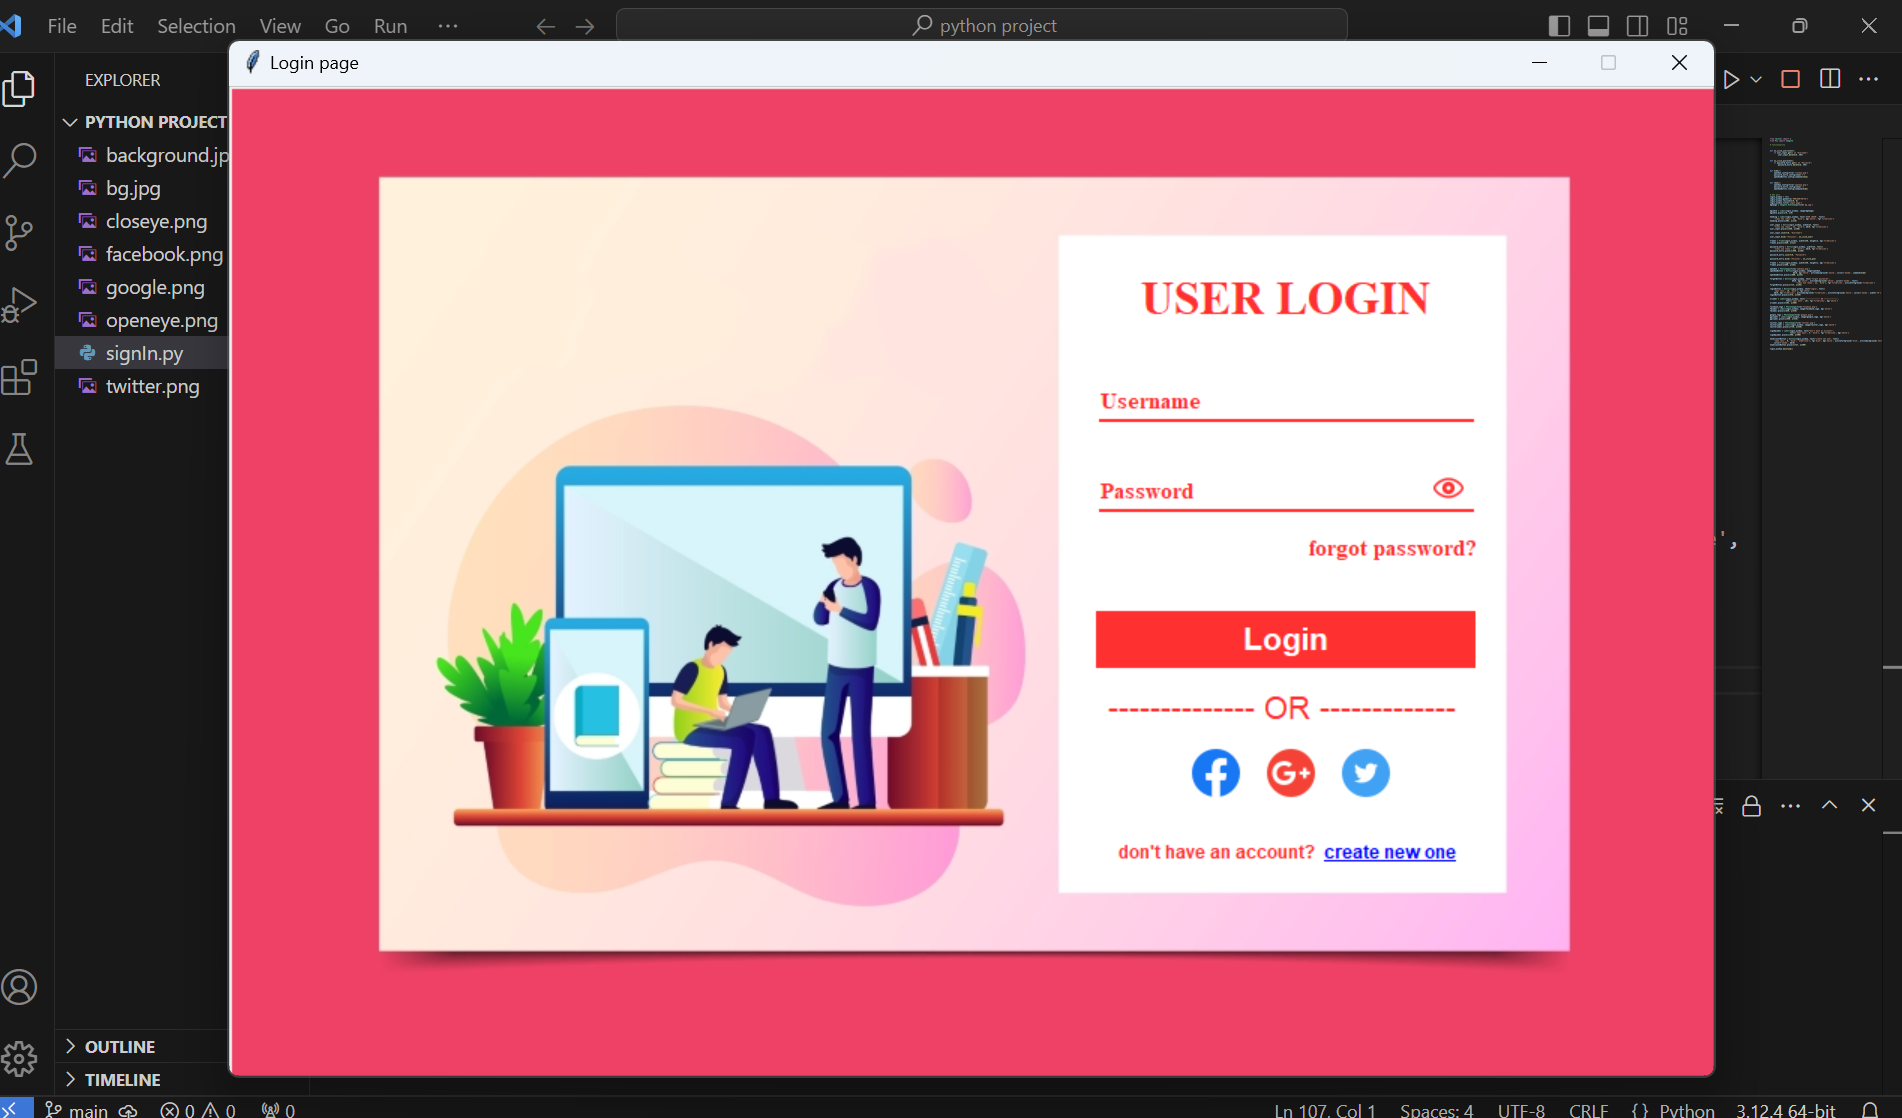 File Edit Selection View Go Run ···
python project
Login page
EXPLORER
PYTHON PROJECT
background.jp
bg.jpg
closeye.png
facebook.png
google.png
openeye.png
signIn.py
twitter.png
USER LOGIN
Username
Password
forgot password?
Login
-------------- OR -------------
G+
don't have an account? create new one
',
OUTLINE
TIMELINE
main 0 0 0 Ln 107, Col 1 Spaces: 4 UTF-8 CRLF {} Python 3.12.4 64-bit